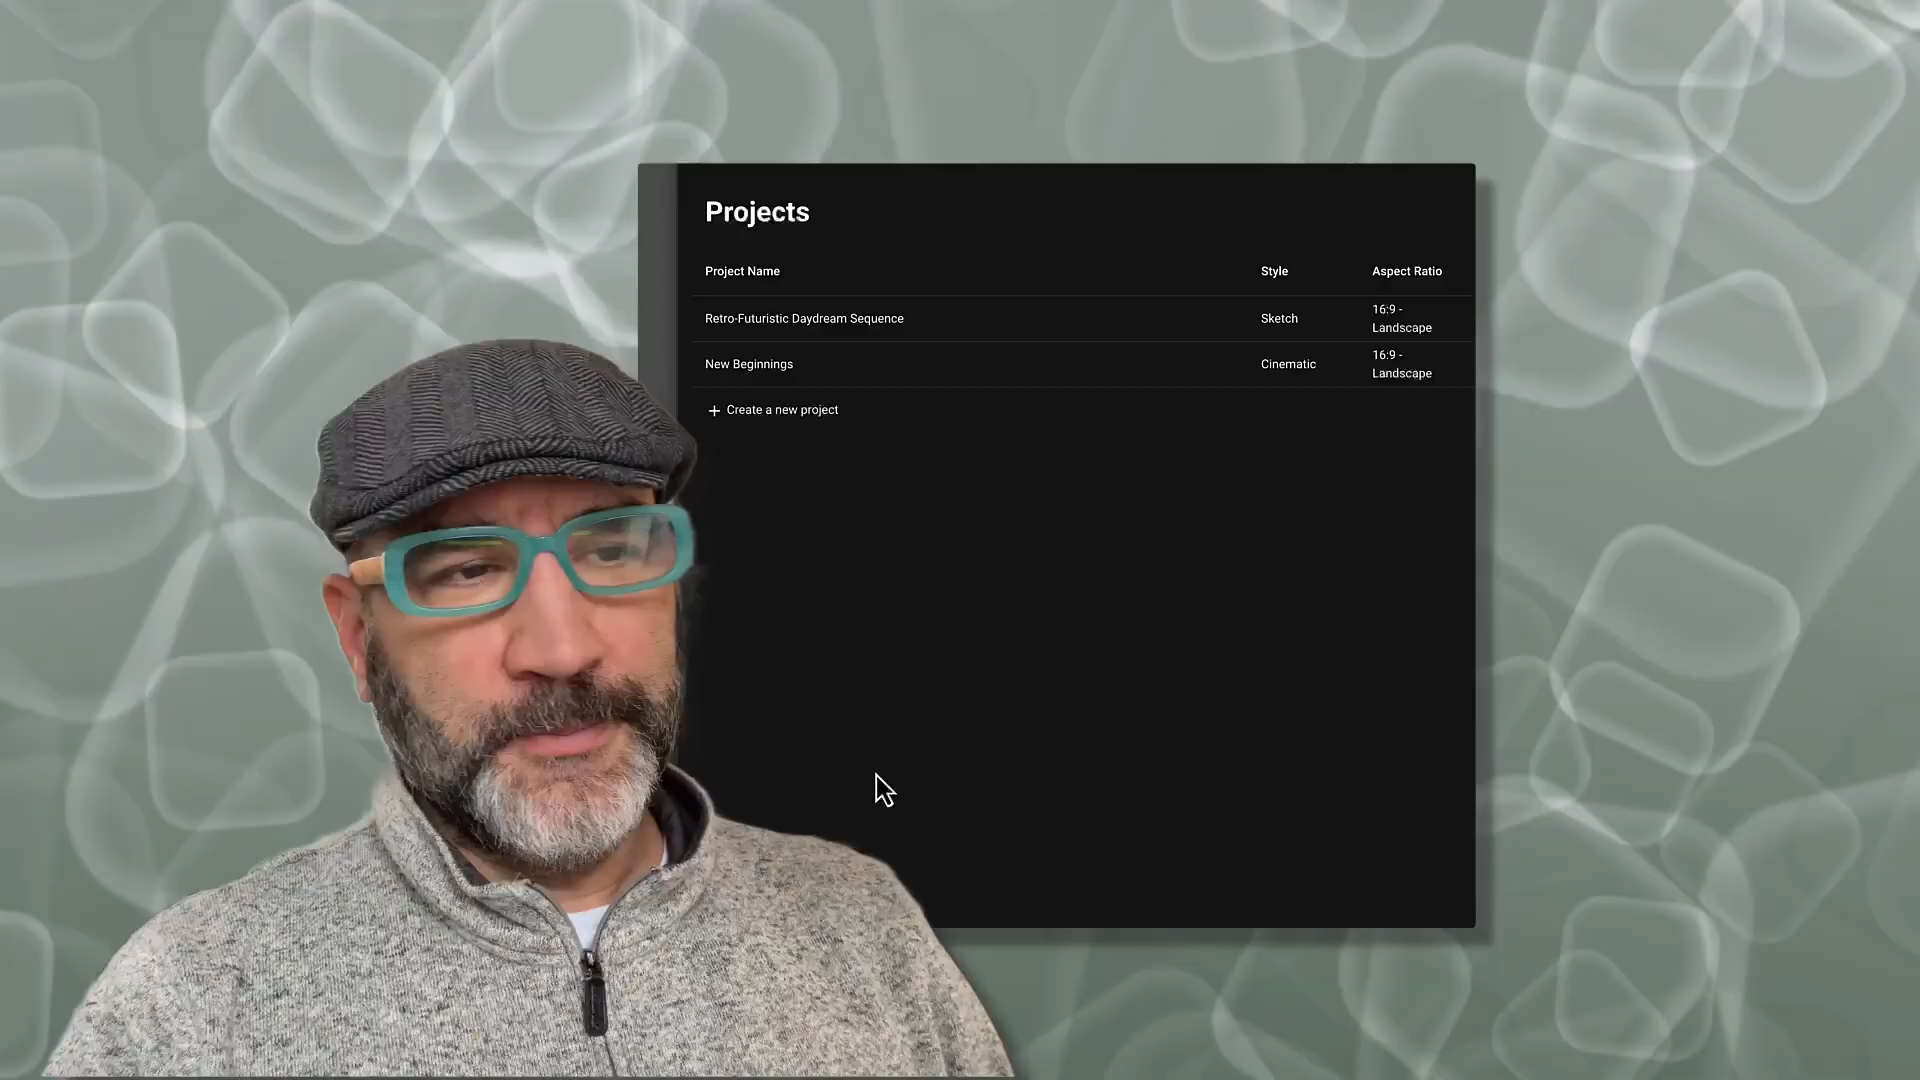 Projects
Project Name Style Aspect Ratio
Retro-Futuristic Daydream Sequence Sketch 16:9 -
Landscape
New Beginnings Cinematic 16:9 -
Landscape
+ Create a new project